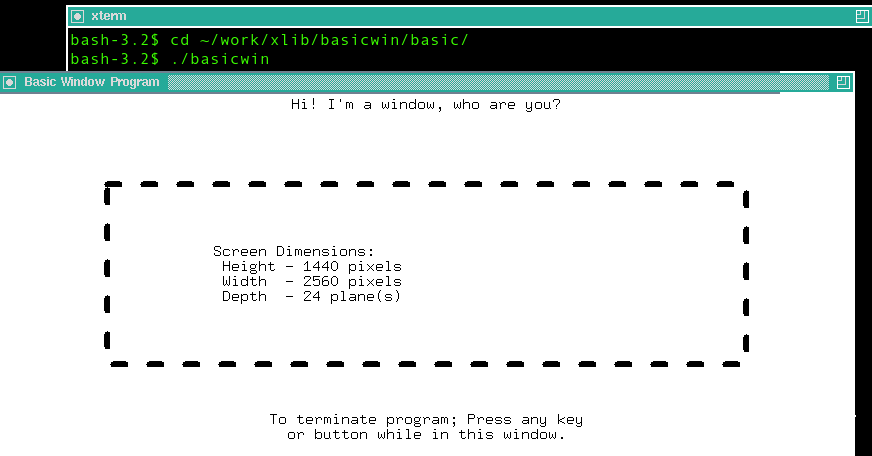 xterm
bash-3.2$ cd ~/work/xlib/basicwin/basic/
bash-3.2$ ./basicwin
Basic Window Program
Hi! I'm a window, who are you?
Screen Dimensions:
Height - 1440 pixels
Width  - 2560 pixels
Depth  - 24 plane(s)
To terminate program; Press any key
or button while in this window.